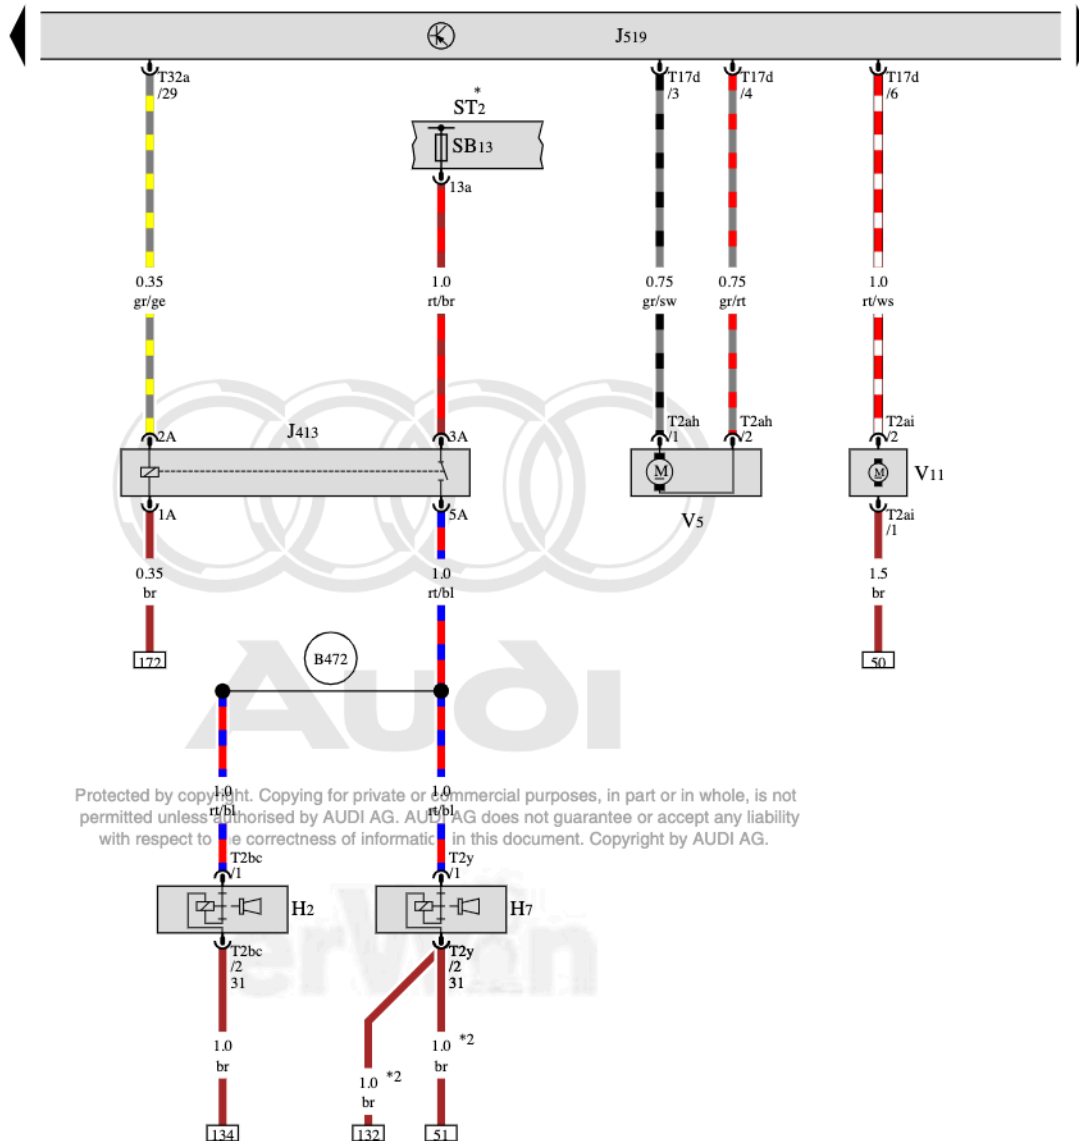 J519
T32a
/29
T17d
/3
T17d
/4
T17d
/6
*
ST2
SB13
13a
0.35
gr/ge
1.0
rt/br
0.75
gr/sw
0.75
gr/rt
1.0
rt/ws
2A
J413
3A
T2ah
/1
T2ah
/2
T2ai
/2
M
M
V11
1A
5A
V5
T2ai
/1
0.35
br
1.0
rt/bl
1.5
br
172
B472
50
Audi
1.0
rt/bl
1.0
rt/bl
Protected by copyright. Copying for private or commercial purposes, in part or in whole, is not
permitted unless authorised by AUDI AG. AUDI AG does not guarantee or accept any liability
with respect to the correctness of information in this document. Copyright by AUDI AG.
T2bc
/1
T2y
/1
H2
H7
T2bc
/2
31
T2y
/2
31
1.0
br
1.0 *2
br
1.0 *2
br
134
132
51